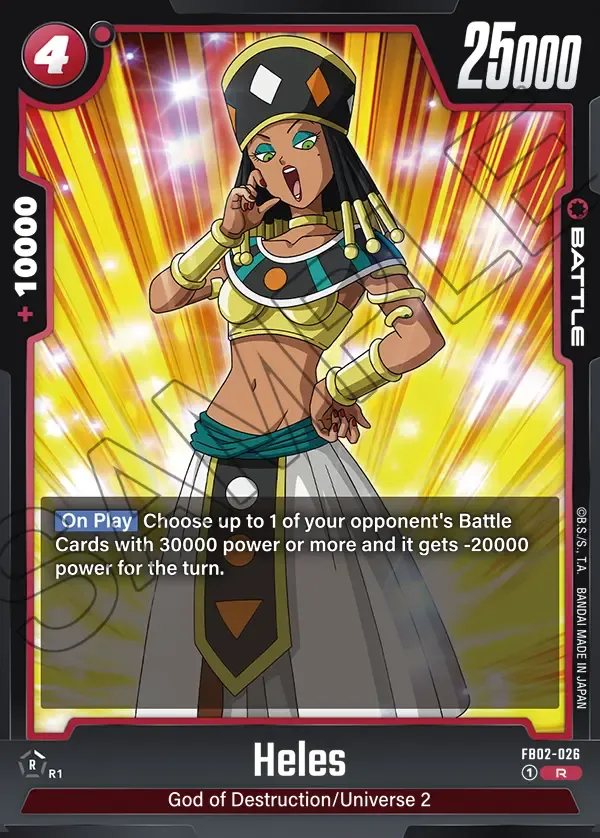 4
25000
+ 10000
BATTLE
SAMPLE
On Play Choose up to 1 of your opponent's Battle
Cards with 30000 power or more and it gets -20000
power for the turn.
©B.S./S., T.A. BANDAI MADE IN JAPAN
Heles
FB02-026
R
R1
1 R
God of Destruction/Universe 2